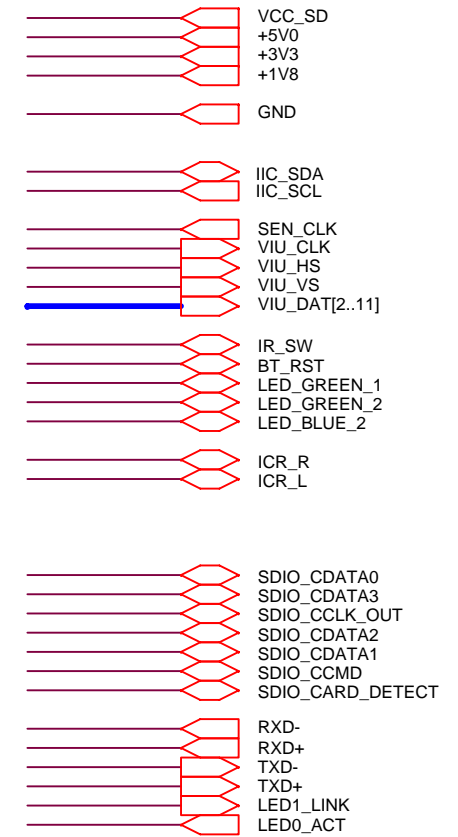 VCC_SD
+5V0
+3V3
+1V8
GND
IIC_SDA
IIC_SCL
SEN_CLK
VIU_CLK
VIU_HS
VIU_VS
VIU_DAT[2..11]
IR_SW
BT_RST
LED_GREEN_1
LED_GREEN_2
LED_BLUE_2
ICR_R
ICR_L
SDIO_CDATA0
SDIO_CDATA3
SDIO_CCLK_OUT
SDIO_CDATA2
SDIO_CDATA1
SDIO_CCMD
SDIO_CARD_DETECT
RXD-
RXD+
TXD-
TXD+
LED1_LINK
LED0_ACT